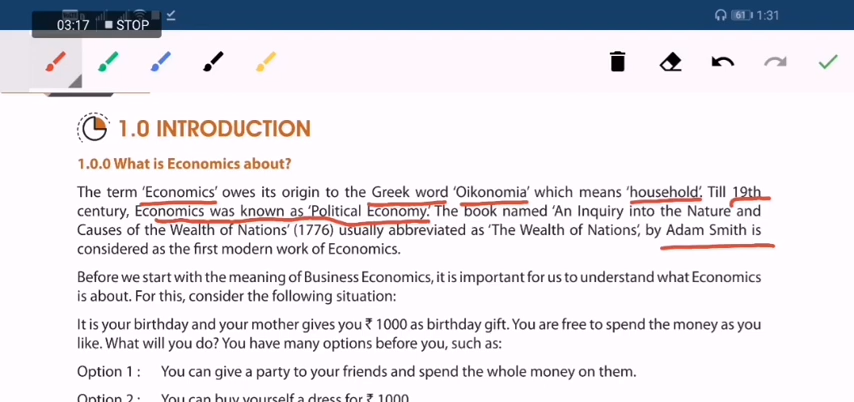 03:17 STOP
61 1:31
1.0 INTRODUCTION
1.0.0 What is Economics about?
The term 'Economics' owes its origin to the Greek word 'Oikonomia' which means 'household'. Till 19th
century, Economics was known as 'Political Economy.' The book named 'An Inquiry into the Nature and
Causes of the Wealth of Nations' (1776) usually abbreviated as 'The Wealth of Nations', by Adam Smith is
considered as the first modern work of Economics.
Before we start with the meaning of Business Economics, it is important for us to understand what Economics
is about. For this, consider the following situation:
It is your birthday and your mother gives you ₹ 1000 as birthday gift. You are free to spend the money as you
like. What will you do? You have many options before you, such as:
Option 1 : You can give a party to your friends and spend the whole money on them.
Option 2 : You can buy yourself a dress for ₹ 1000.